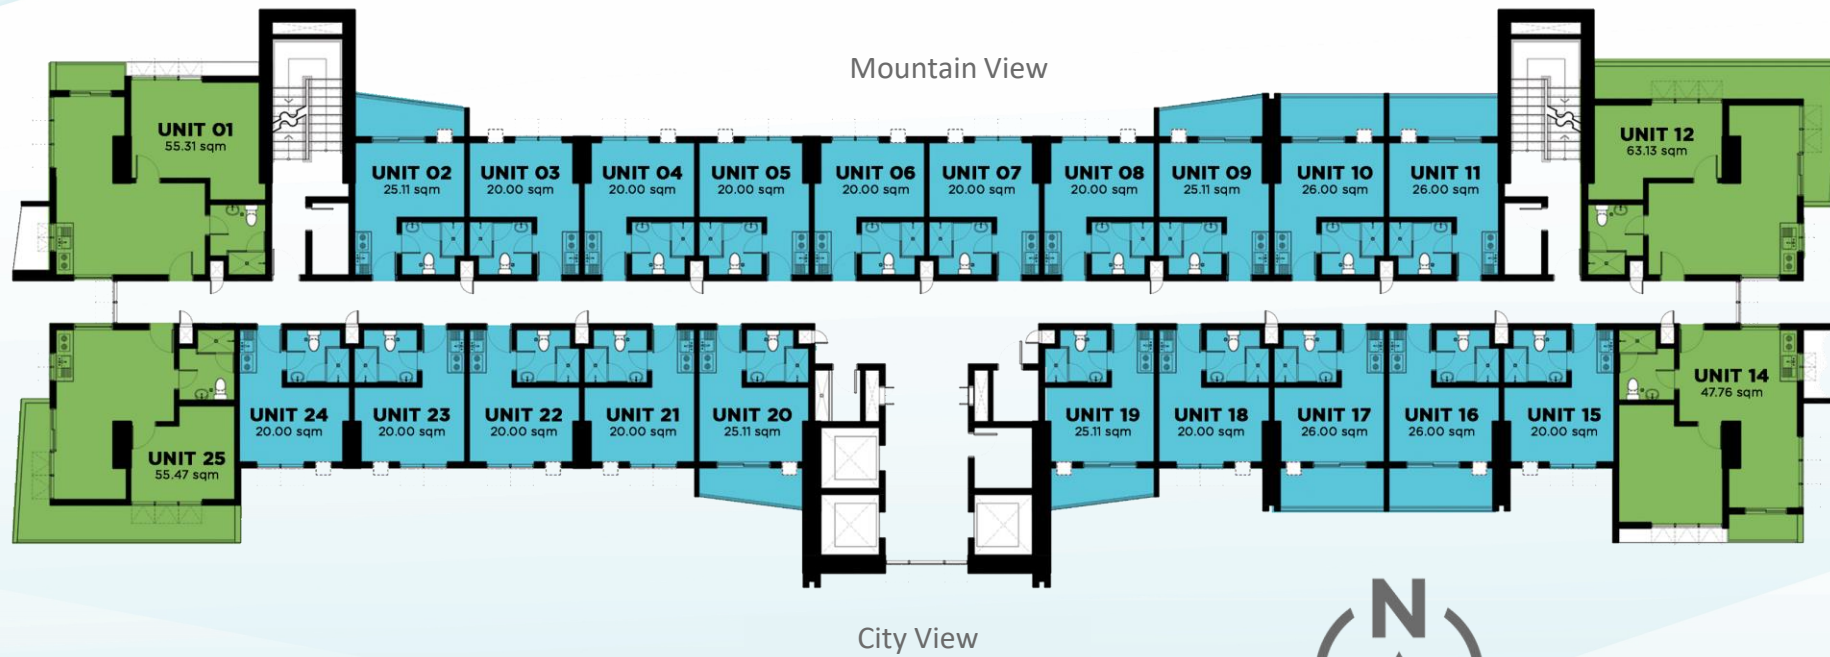 Mountain View
UNIT 01
55.31 sqm
UNIT 02
25.11 sqm
UNIT 03
20.00 sqm
UNIT 04
20.00 sqm
UNIT 05
20.00 sqm
UNIT 06
20.00 sqm
UNIT 07
20.00 sqm
UNIT 08
20.00 sqm
UNIT 09
25.11 sqm
UNIT 10
26.00 sqm
UNIT 11
26.00 sqm
UNIT 12
63.13 sqm
UNIT 25
55.47 sqm
UNIT 24
20.00 sqm
UNIT 23
20.00 sqm
UNIT 22
20.00 sqm
UNIT 21
20.00 sqm
UNIT 20
25.11 sqm
UNIT 19
25.11 sqm
UNIT 18
20.00 sqm
UNIT 17
26.00 sqm
UNIT 16
26.00 sqm
UNIT 15
20.00 sqm
UNIT 14
47.76 sqm
City View
N